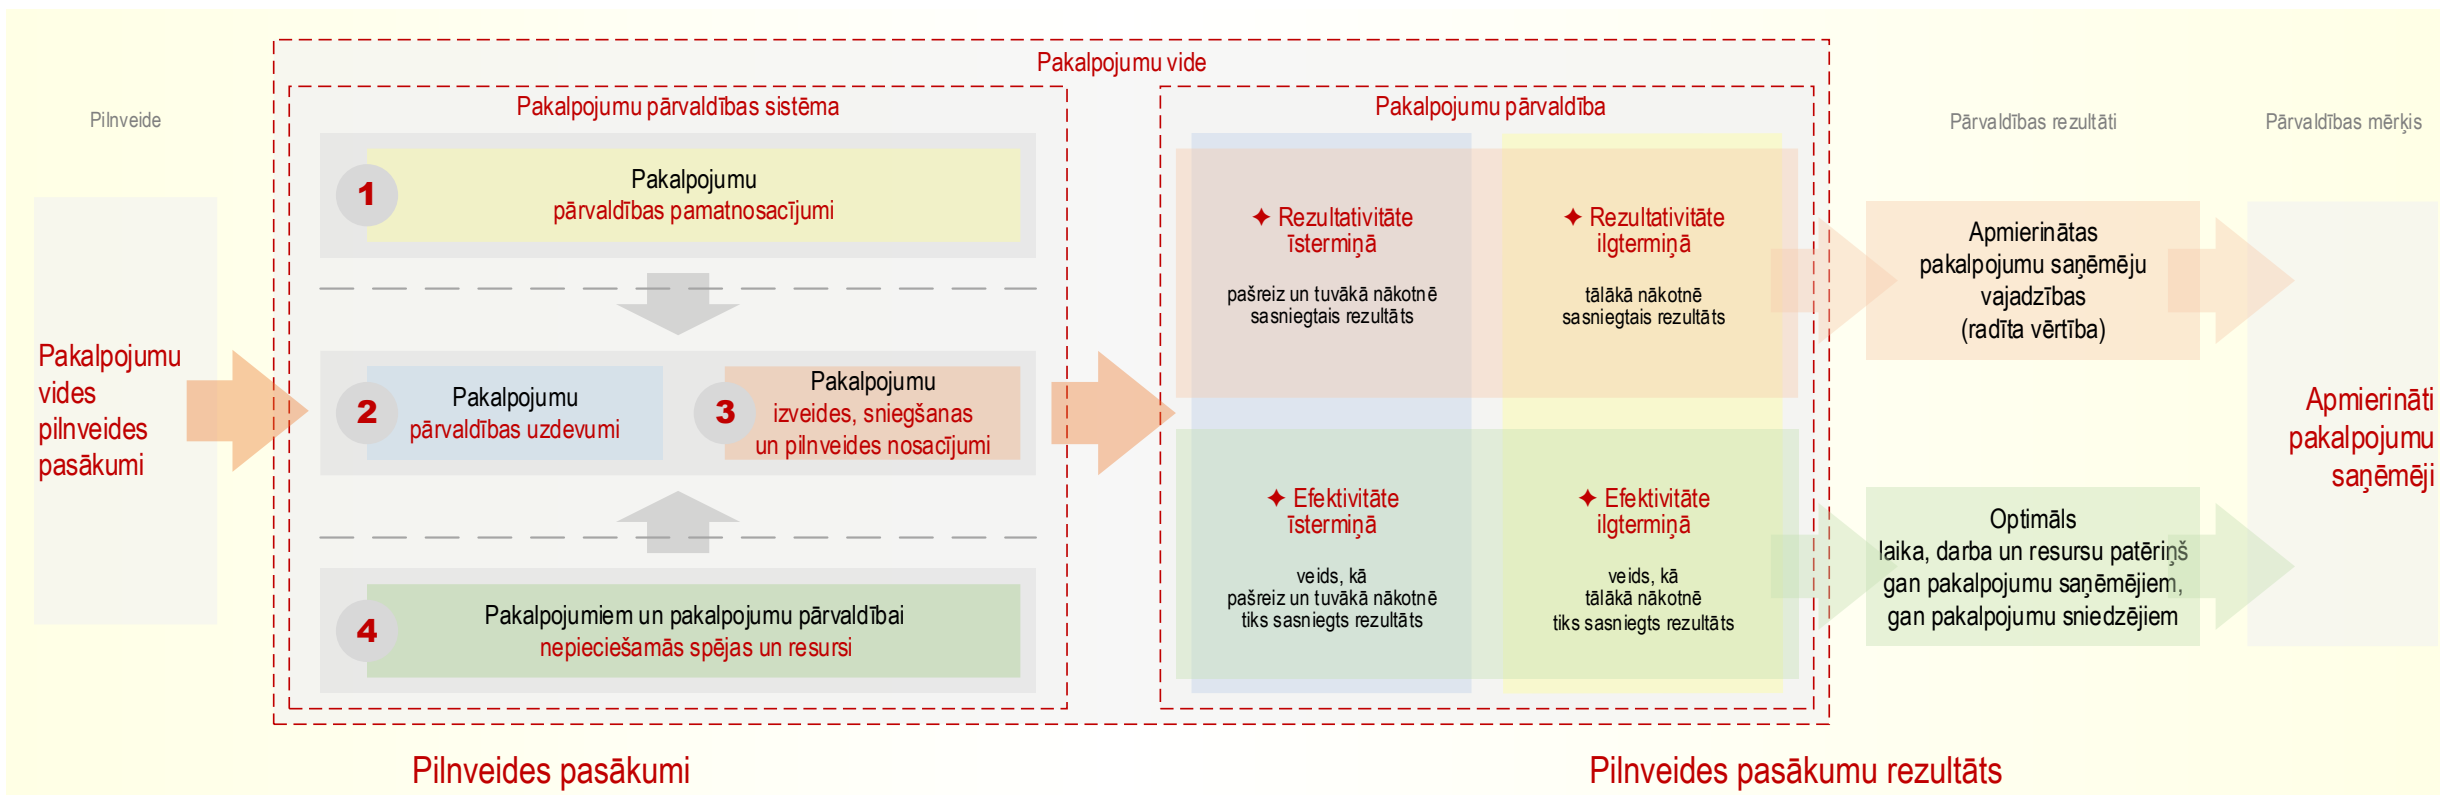 Pakalpojumu vide
Pilnveide
Pakalpojumu vides
pilnveides
pasākumi
Pakalpojumu pārvaldības sistēma
1
Pakalpojumu
pārvaldības pamatnosacījumi
2
Pakalpojumu
pārvaldības uzdevumi
3
Pakalpojumu
izveides, sniegšanas
un pilnveides nosacījumi
4
Pakalpojumiem un pakalpojumu pārvaldībai
nepieciešamās spējas un resursi
Pakalpojumu pārvaldība
✦ Rezultativitāte
īstermiņā
pašreiz un tuvākā nākotnē
sasniegtais rezultāts
✦ Rezultativitāte
ilgtermiņā
tālākā nākotnē
sasniegtais rezultāts
✦ Efektivitāte
īstermiņā
veids, kā
pašreiz un tuvākā nākotnē
tiks sasniegts rezultāts
✦ Efektivitāte
ilgtermiņā
veids, kā
tālākā nākotnē
tiks sasniegts rezultāts
Pārvaldības rezultāti
Apmierinātas
pakalpojumu saņēmēju
vajadzības
(radīta vērtība)
Optimāls
laika, darba un resursu patēriņš
gan pakalpojumu saņēmējiem,
gan pakalpojumu sniedzējiem
Pārvaldības mērķis
Apmierināti
pakalpojumu
saņēmēji
Pilnveides pasākumi
Pilnveides pasākumu rezultāts